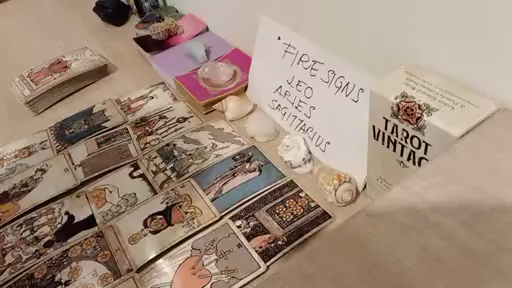 • FIRE SIGNS
LEO
ARIES
SAGITTARIUS
TAROT
VINTAG